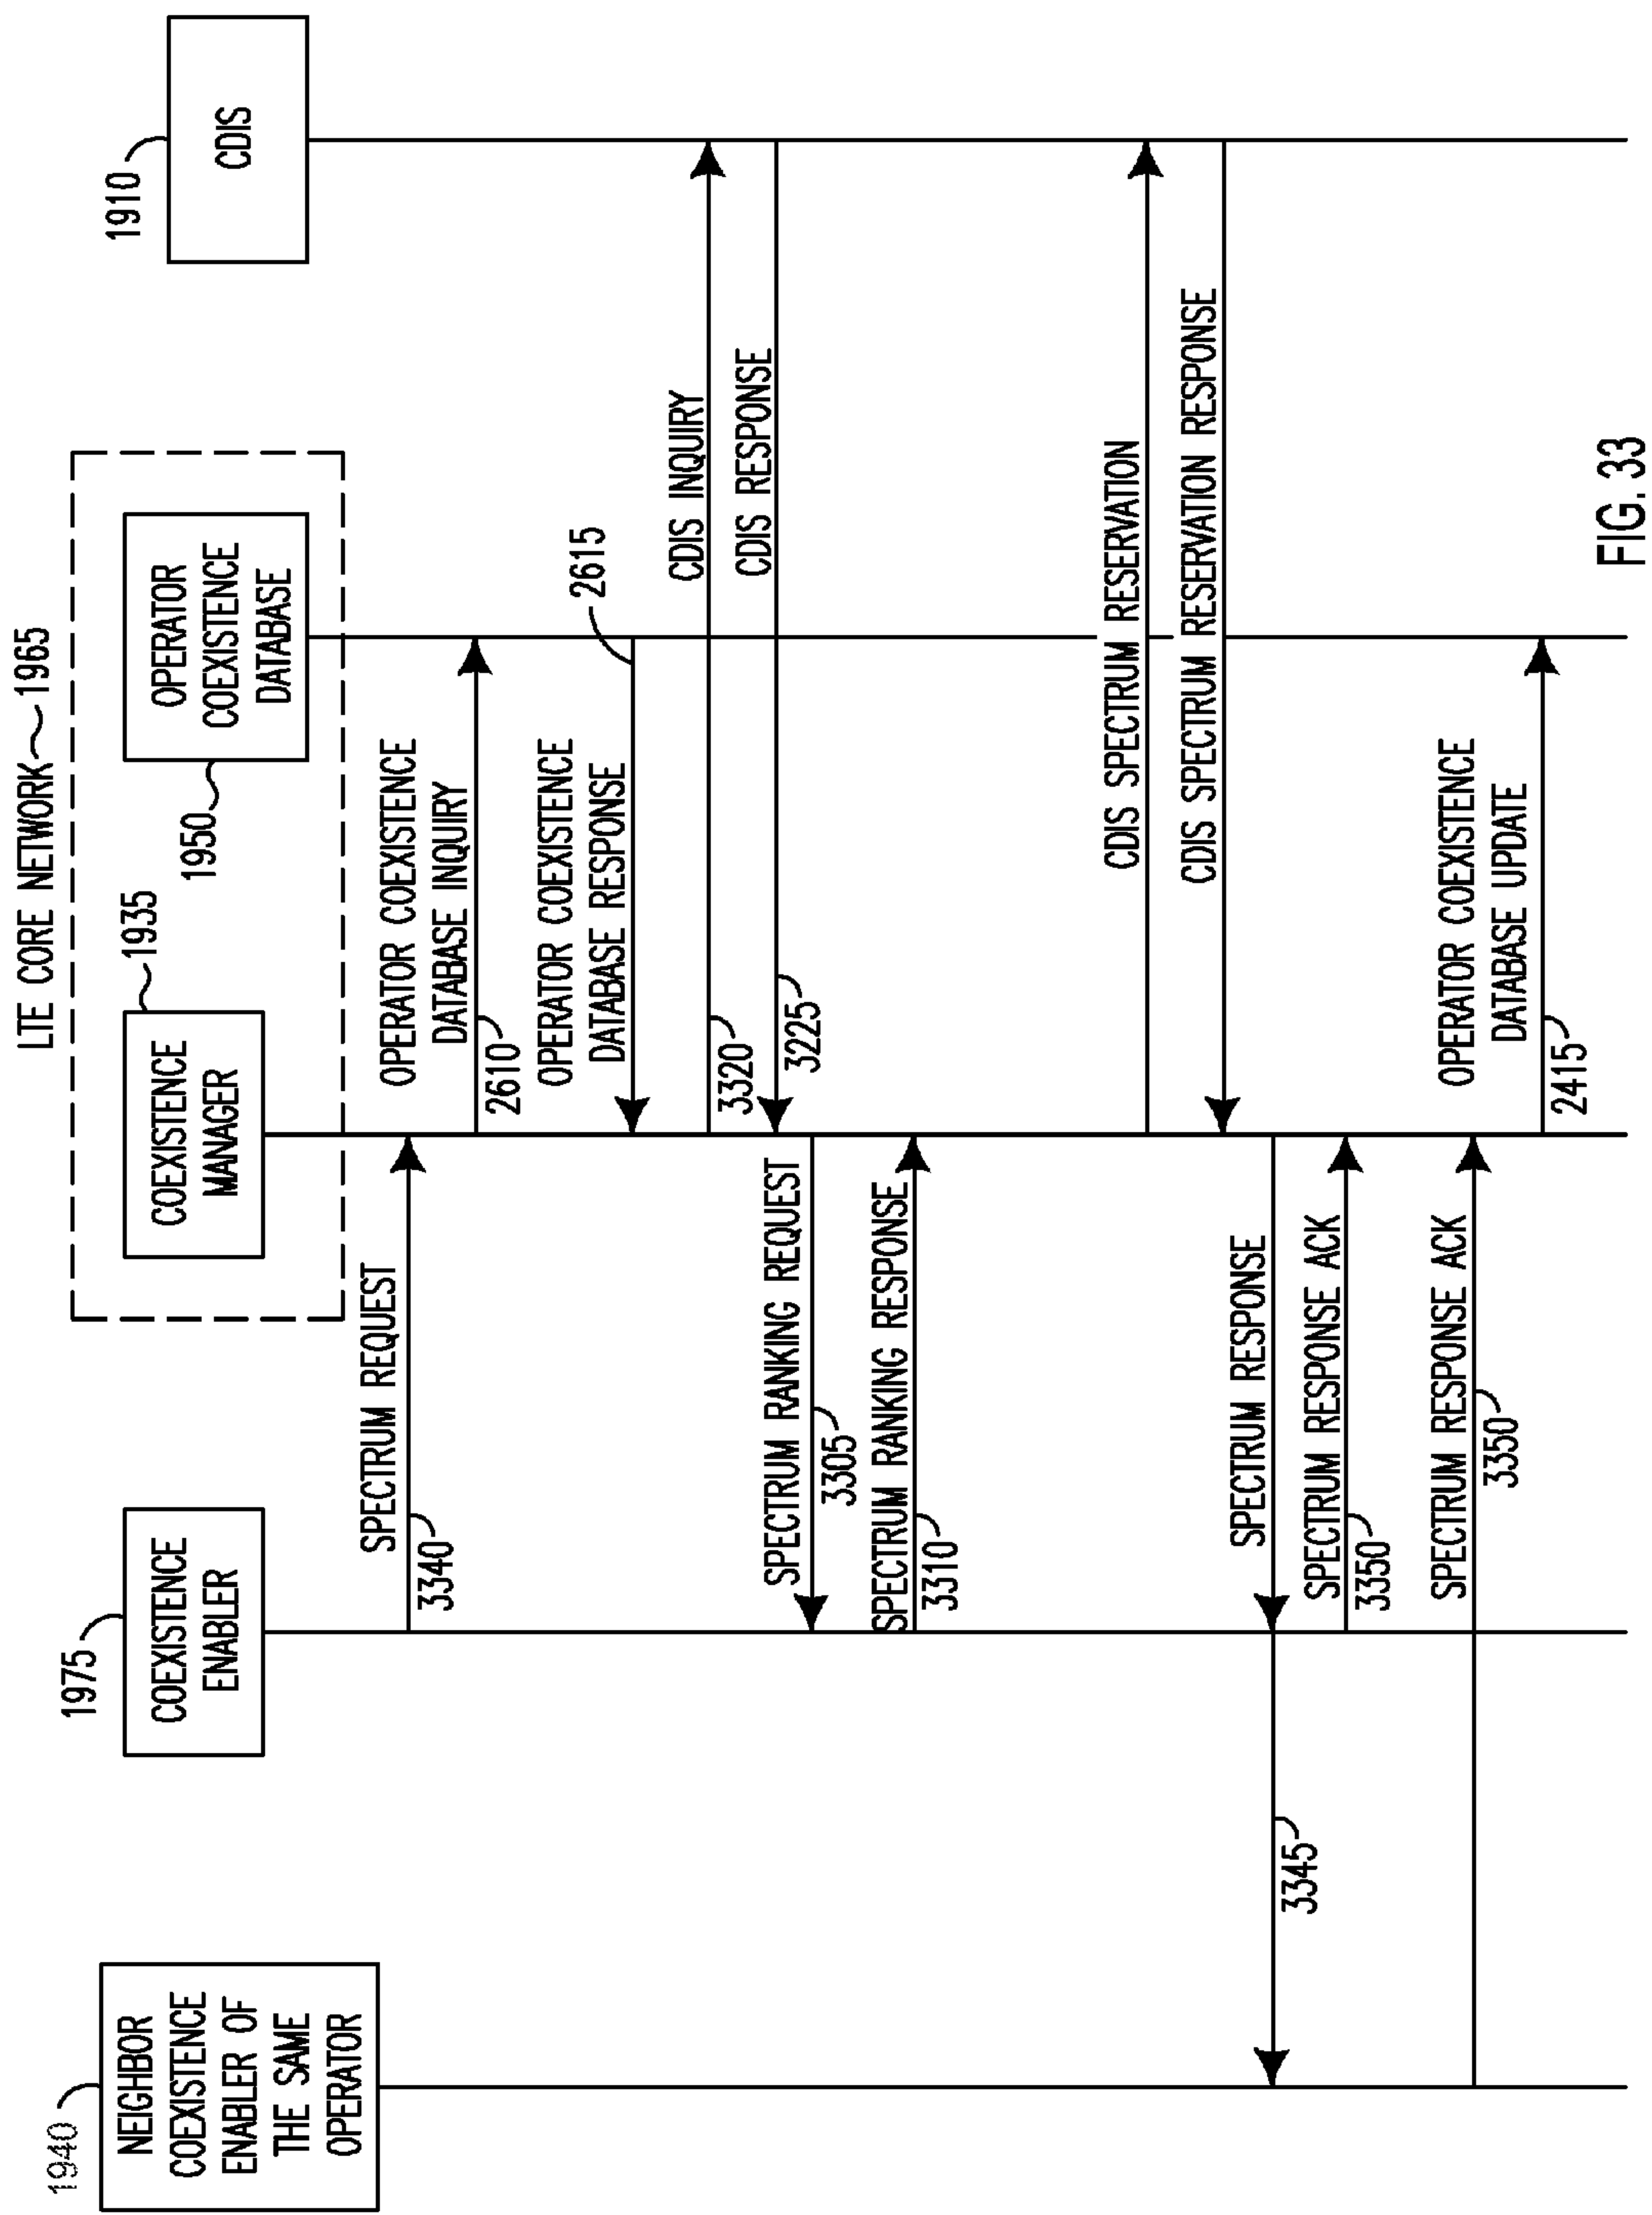 LTE CORE NETWORK 1965
1940
NEIGHBOR
COEXISTENCE
ENABLER OF
THE SAME
OPERATOR
1975
COEXISTENCE
ENABLER
1935
COEXISTENCE
MANAGER
1950
OPERATOR
COEXISTENCE
DATABASE
1910
CDIS
SPECTRUM REQUEST
3340
OPERATOR COEXISTENCE
DATABASE INQUIRY
2610
OPERATOR COEXISTENCE
DATABASE RESPONSE
2615
CDIS INQUIRY
3320
CDIS RESPONSE
3225
SPECTRUM RANKING REQUEST
3305
SPECTRUM RANKING RESPONSE
3310
CDIS SPECTRUM RESERVATION
CDIS SPECTRUM RESERVATION RESPONSE
SPECTRUM RESPONSE
3345
SPECTRUM RESPONSE ACK
3350
SPECTRUM RESPONSE ACK
3350
OPERATOR COEXISTENCE
DATABASE UPDATE
2415
FIG. 33